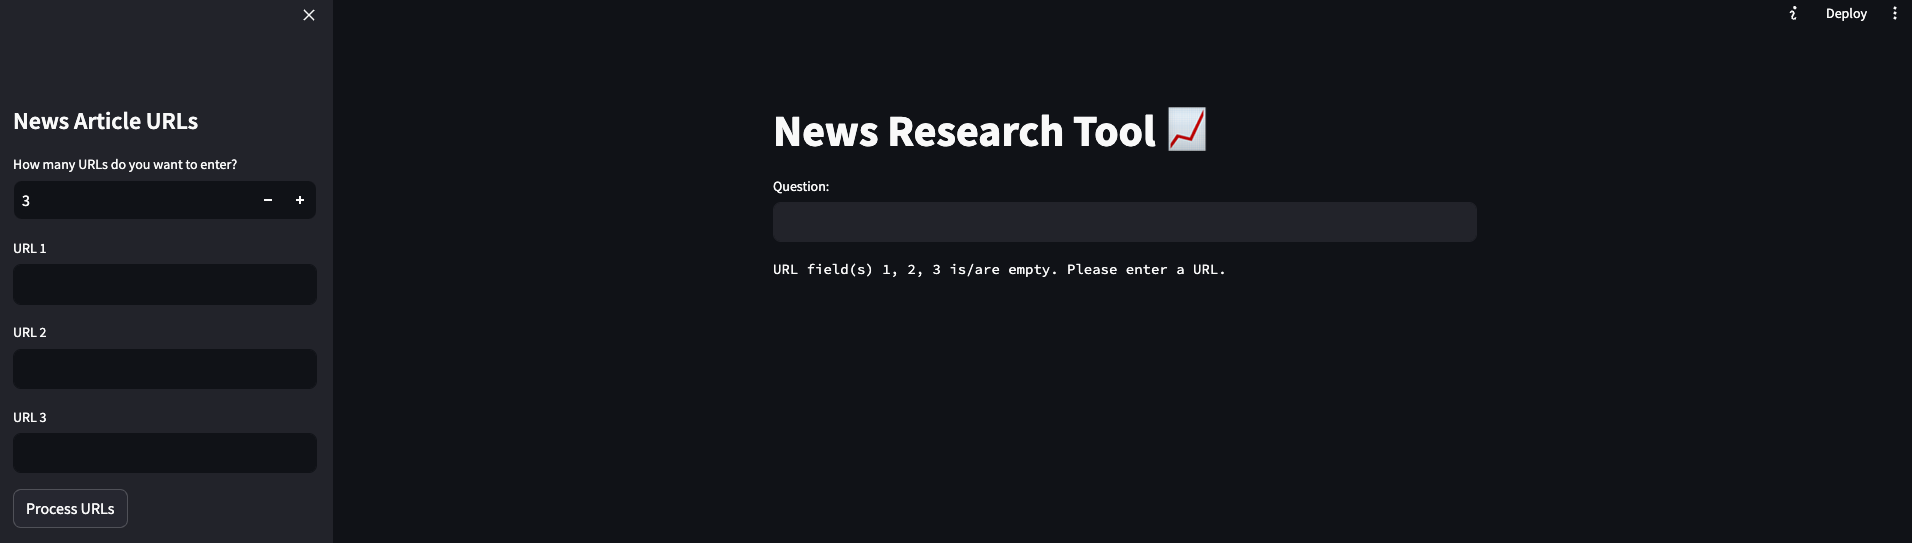 Deploy
News Article URLs
How many URLs do you want to enter?
3
URL 1
URL 2
URL 3
Process URLs
News Research Tool
Question:
URL field(s) 1, 2, 3 is/are empty. Please enter a URL.